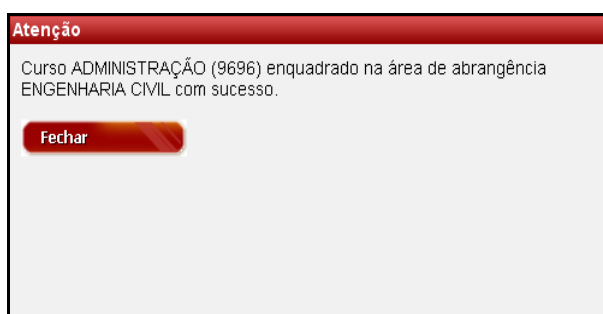 Atenção
Curso ADMINISTRAÇÃO (9696) enquadrado na área de abrangência
ENGENHARIA CIVIL com sucesso.
Fechar